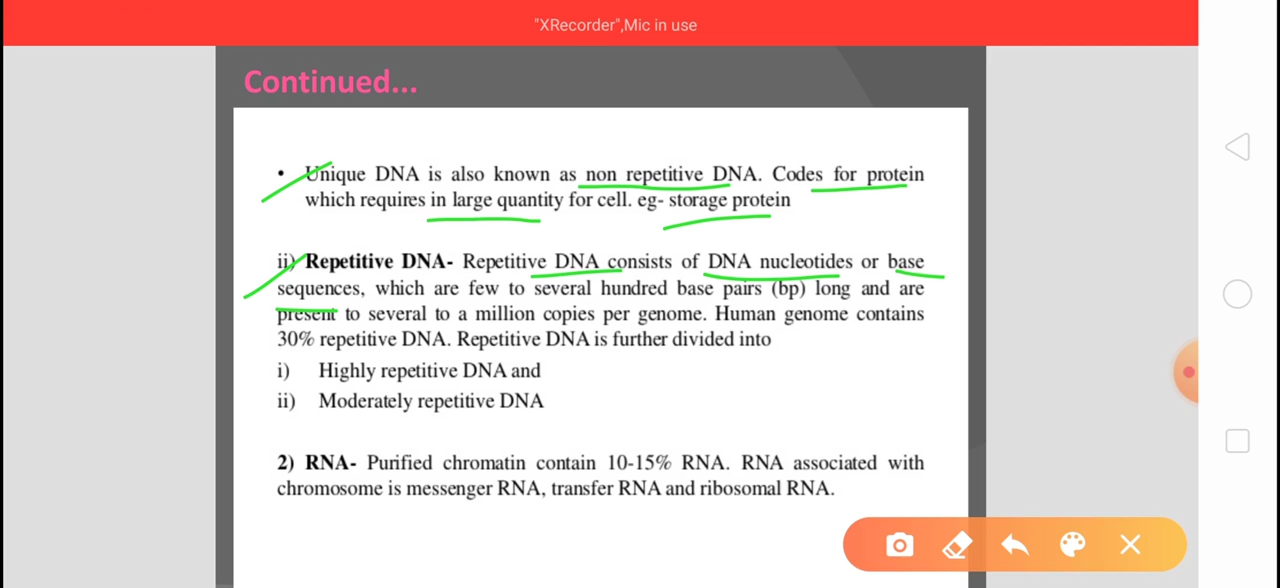 "XRecorder",Mic in use
Continued...
• Unique DNA is also known as non repetitive DNA. Codes for protein
which requires in large quantity for cell. eg- storage protein
ii) Repetitive DNA- Repetitive DNA consists of DNA nucleotides or base
sequences, which are few to several hundred base pairs (bp) long and are
present to several to a million copies per genome. Human genome contains
30% repetitive DNA. Repetitive DNA is further divided into
i) Highly repetitive DNA and
ii) Moderately repetitive DNA
2) RNA- Purified chromatin contain 10-15% RNA. RNA associated with
chromosome is messenger RNA, transfer RNA and ribosomal RNA.